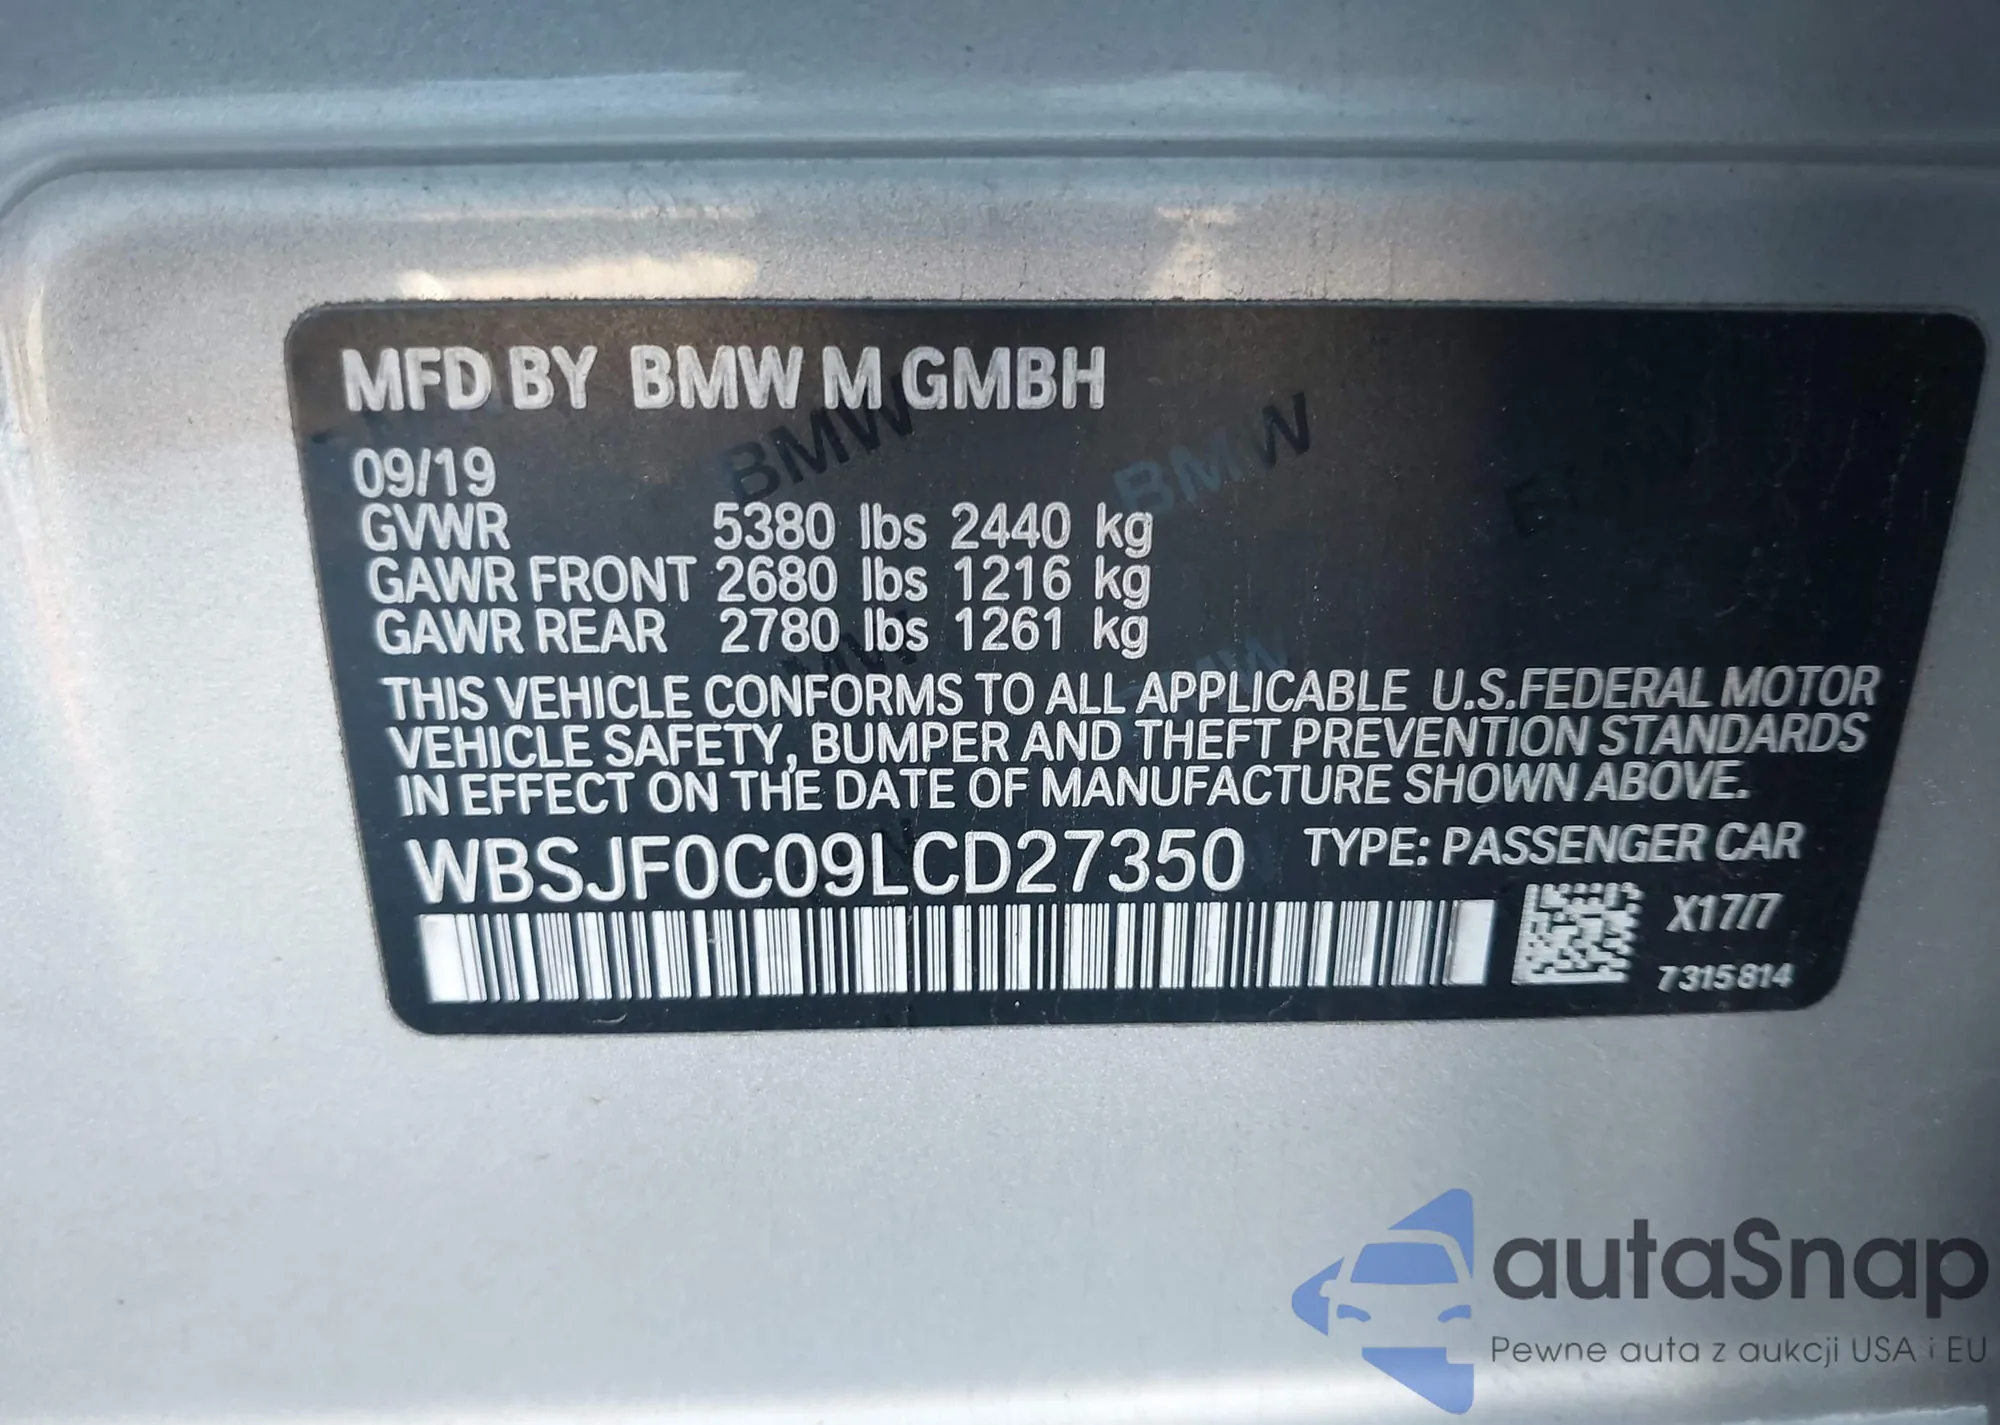 MFD BY BMW M GMBH
09/19
GVWR 5380 lbs 2440 kg
GAWR FRONT 2680 lbs 1216 kg
GAWR REAR 2780 lbs 1261 kg
THIS VEHICLE CONFORMS TO ALL APPLICABLE U.S.FEDERAL MOTOR
VEHICLE SAFETY, BUMPER AND THEFT PREVENTION STANDARDS
IN EFFECT ON THE DATE OF MANUFACTURE SHOWN ABOVE.
WBSJF0C09LCD27350 TYPE: PASSENGER CAR
X17/7
7315814
BMW
BMW
autaSnap
Pewne auta z aukcji USA i EU